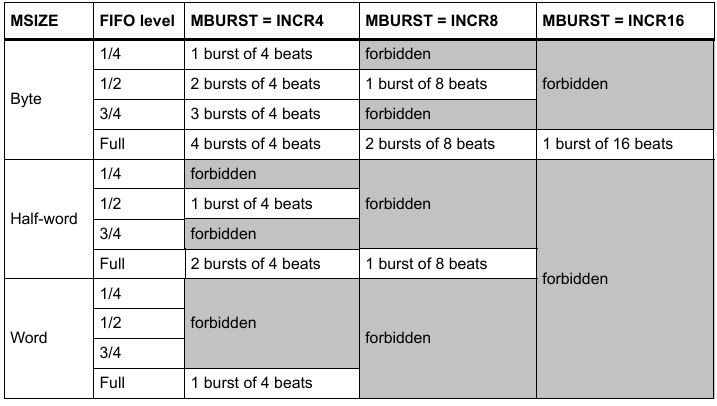 MSIZE FIFO level MBURST = INCR4 MBURST = INCR8 MBURST = INCR16
Byte
1/4 1 burst of 4 beats forbidden
forbidden
1/2 2 bursts of 4 beats 1 burst of 8 beats
3/4 3 bursts of 4 beats forbidden
Full 4 bursts of 4 beats 2 bursts of 8 beats 1 burst of 16 beats
Half-word
1/4 forbidden
forbidden
1/2 1 burst of 4 beats
3/4 forbidden
Full 2 bursts of 4 beats 1 burst of 8 beats
forbidden
Word
1/4
1/2 forbidden
forbidden
3/4
Full 1 burst of 4 beats